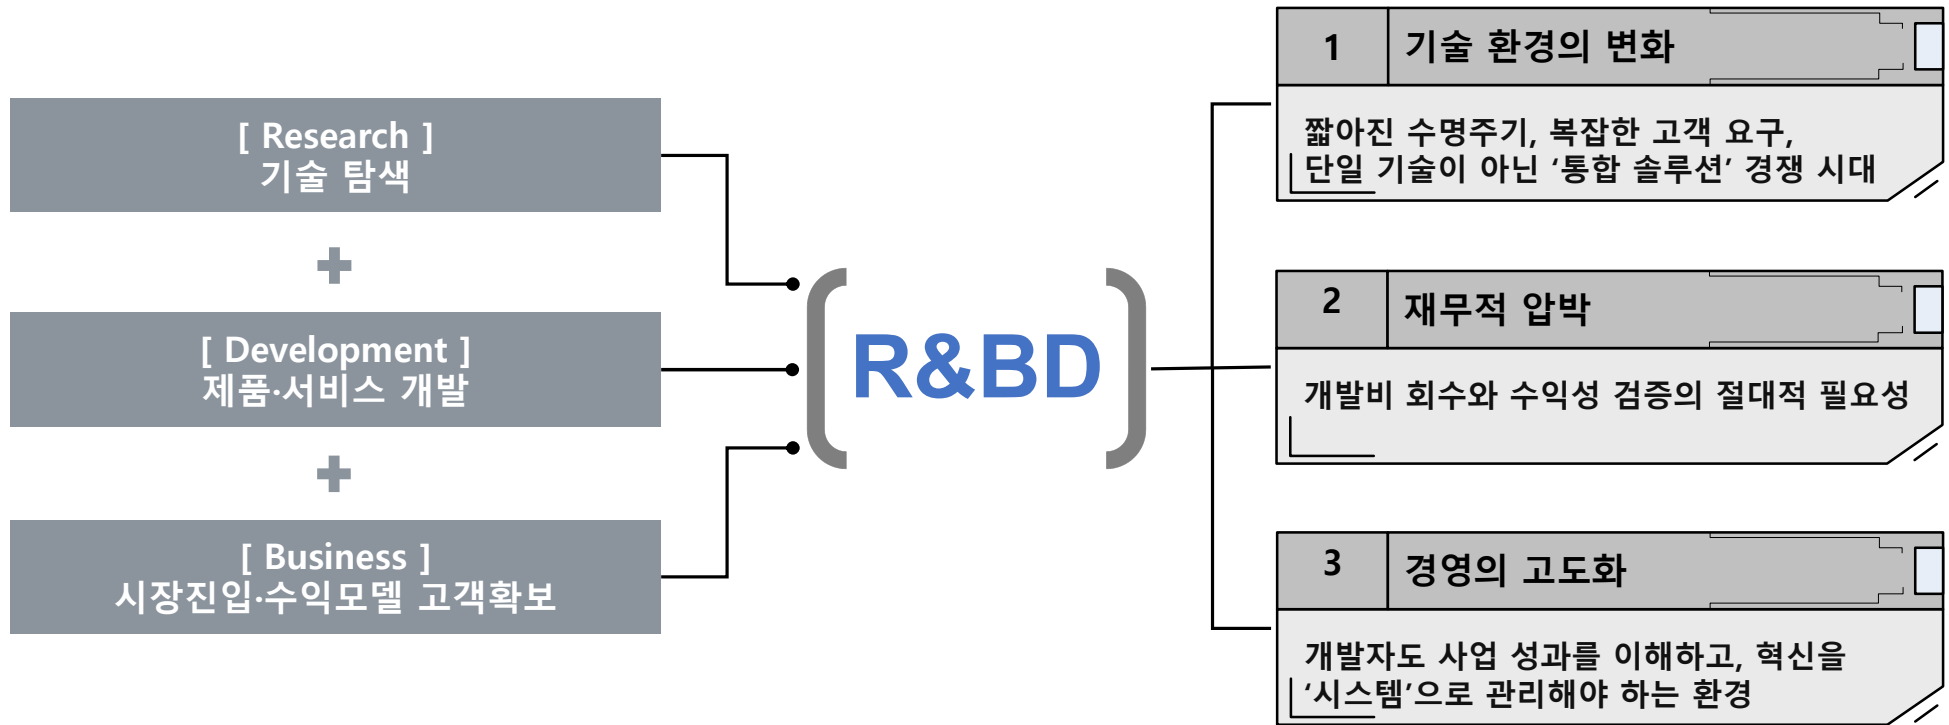 [ Research ]
기술 탐색
[ Development ]
제품·서비스 개발
[ Business ]
시장진입·수익모델 고객확보
R&BD
1
기술 환경의 변화
짧아진 수명주기, 복잡한 고객 요구,
단일 기술이 아닌 ‘통합 솔루션’ 경쟁 시대
2
재무적 압박
개발비 회수와 수익성 검증의 절대적 필요성
3
경영의 고도화
개발자도 사업 성과를 이해하고, 혁신을
‘시스템’으로 관리해야 하는 환경